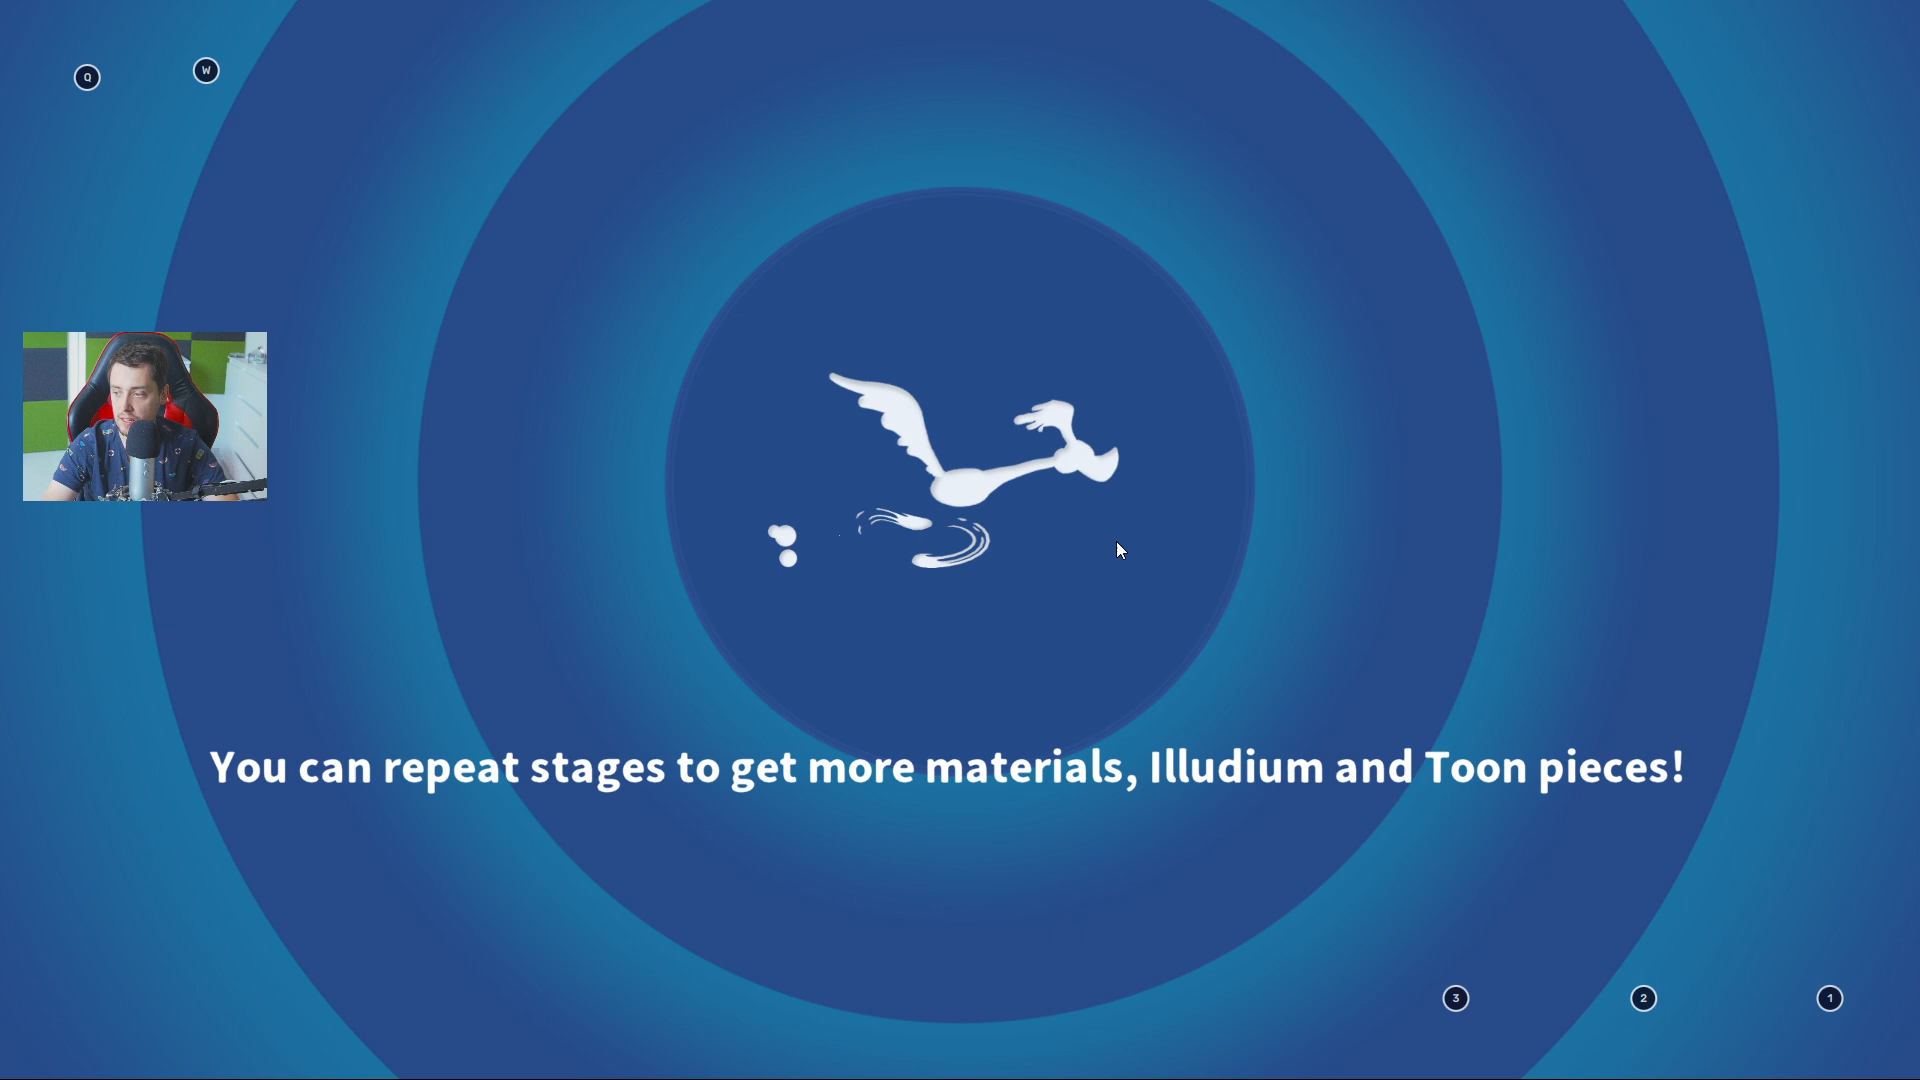 Q
W
You can repeat stages to get more materials, Illudium and Toon pieces!
3
2
1